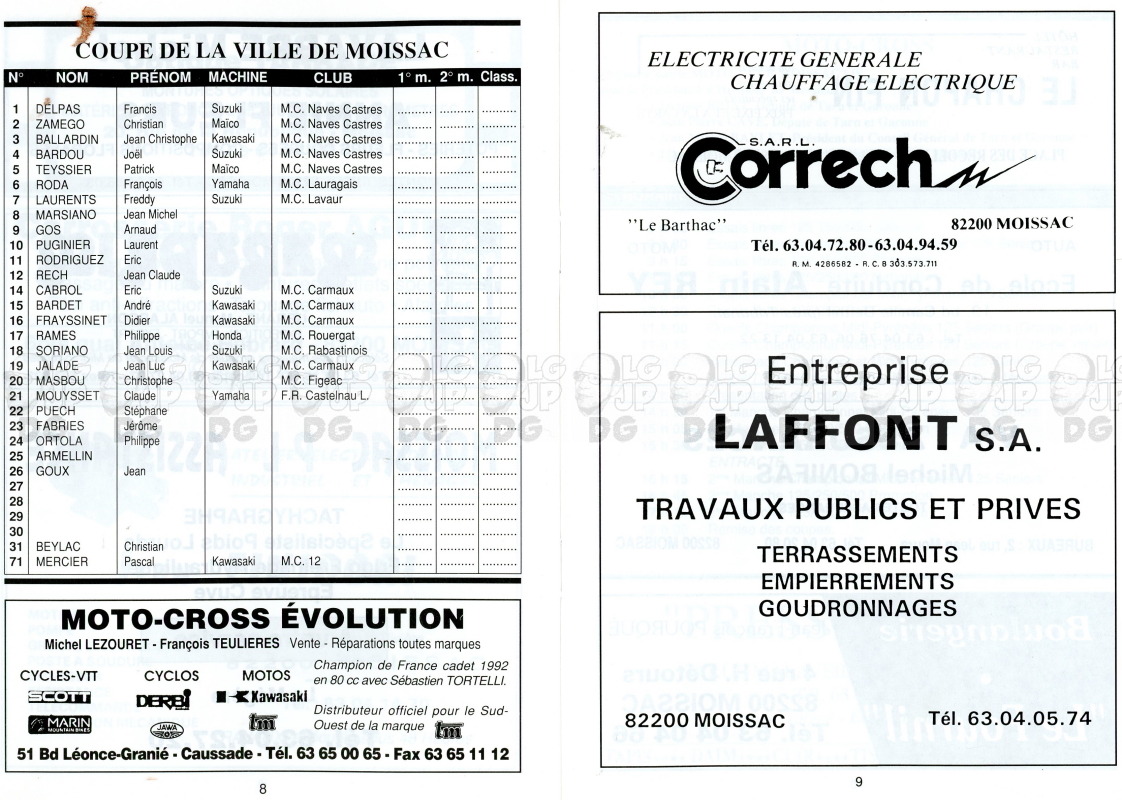 COUPE DE LA VILLE DE MOISSAC
N° NOM PRÉNOM MACHINE CLUB 1° m. 2° m. Class.
1 DELPAS Francis Suzuki M.C. Naves Castres
2 ZAMEGO Christian Maïco M.C. Naves Castres
3 BALLARDIN Jean Christophe Kawasaki M.C. Naves Castres
4 BARDOU Joël Suzuki M.C. Naves Castres
5 TEYSSIER Patrick Maïco M.C. Naves Castres
6 RODA François Yamaha M.C. Lauragais
7 LAURENTS Freddy Suzuki M.C. Lavaur
8 MARSIANO Jean Michel
9 GOS Arnaud
10 PUGINIER Laurent
11 RODRIGUEZ Eric
12 RECH Jean Claude
14 CABROL Eric Suzuki M.C. Carmaux
15 BARDET André Kawasaki M.C. Carmaux
16 FRAYSSINET Didier Kawasaki M.C. Carmaux
17 RAMES Philippe Honda M.C. Rouergat
18 SORIANO Jean Louis Suzuki M.C. Rabastinois
19 JALADE Jean Luc Kawasaki M.C. Carmaux
20 MASBOU Christophe M.C. Figeac
21 MOUYSSET Claude Yamaha F.R. Castelnau L.
22 PUECH Stéphane
23 FABRIES Jérôme
24 ORTOLA Philippe
25 ARMELLIN
26 GOUX Jean
27
28
29
30
31 BEYLAC Christian
71 MERCIER Pascal Kawasaki M.C. 12
MOTO-CROSS ÉVOLUTION
Michel LEZOURET - François TEULIERES Vente - Réparations toutes marques
CYCLES-VTT CYCLOS MOTOS
SCOTT DERBI Kawasaki
MARIN MOUNTAIN BIKES JAWA tm
Champion de France cadet 1992
en 80 cc avec Sébastien TORTELLI.
Distributeur officiel pour le Sud-
Ouest de la marque tm
51 Bd Léonce-Granié - Caussade - Tél. 63 65 00 65 - Fax 63 65 11 12
8
ELECTRICITE GENERALE
CHAUFFAGE ELECTRIQUE
S.A.R.L.
Correch
''Le Barthac'' 82200 MOISSAC
Tél. 63.04.72.80 - 63.04.94.59
R. M. 4286582 - R. C. B 303.573.711
Entreprise
LAFFONT S.A.
TRAVAUX PUBLICS ET PRIVES
TERRASSEMENTS
EMPIERREMENTS
GOUDRONNAGES
82200 MOISSAC Tél. 63.04.05.74
9
LG JP DG